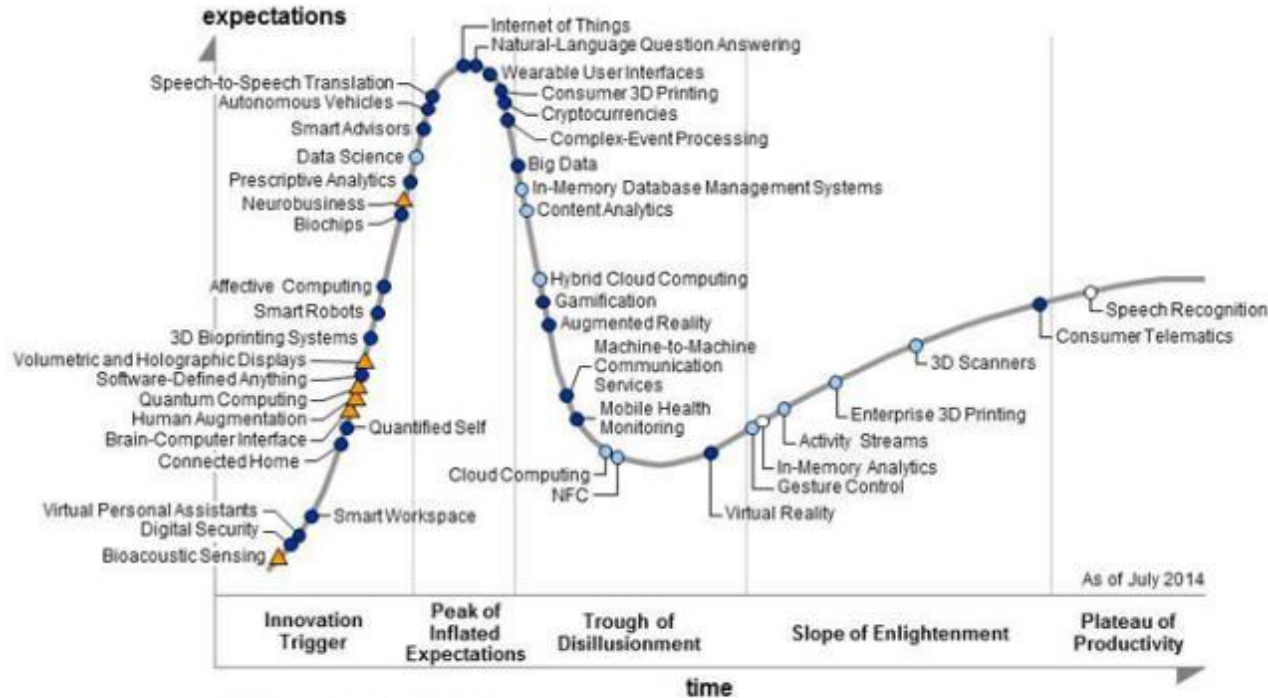 expectations
Internet of Things
Natural-Language Question Answering
Wearable User Interfaces
Consumer 3D Printing
Cryptocurrencies
Complex-Event Processing
Speech-to-Speech Translation
Autonomous Vehicles
Smart Advisors
Data Science
Prescriptive Analytics
Neurobusiness
Biochips
Big Data
In-Memory Database Management Systems
Content Analytics
Affective Computing
Smart Robots
3D Bioprinting Systems
Volumetric and Holographic Displays
Software-Defined Anything
Quantum Computing
Human Augmentation
Brain-Computer Interface
Connected Home
Quantified Self
Hybrid Cloud Computing
Gamification
Augmented Reality
Machine-to-Machine
Communication
Services
Mobile Health
Monitoring
Cloud Computing
NFC
Virtual Personal Assistants
Digital Security
Bioacoustic Sensing
Smart Workspace
Speech Recognition
Consumer Telematics
3D Scanners
Enterprise 3D Printing
Activity Streams
In-Memory Analytics
Gesture Control
Virtual Reality
As of July 2014
Innovation
Trigger
Peak of
Inflated
Expectations
Trough of
Disillusionment
Slope of Enlightenment
Plateau of
Productivity
time